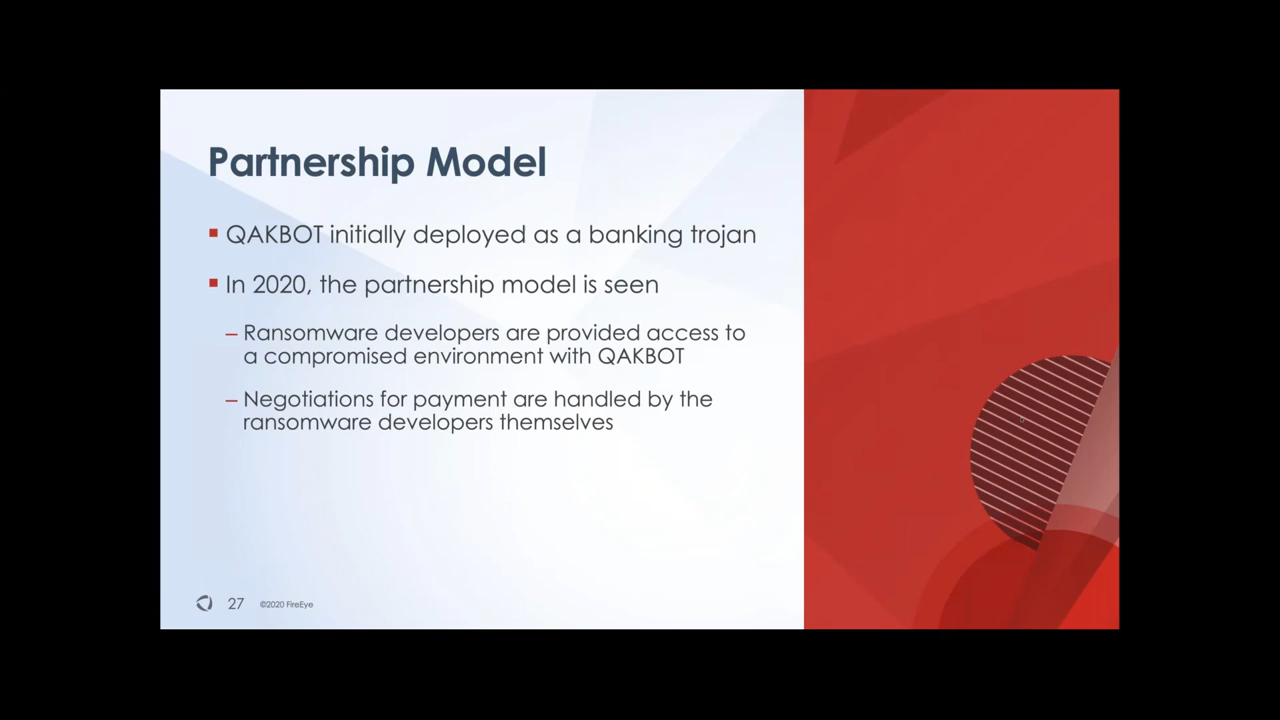 Partnership Model
▪ QAKBOT initially deployed as a banking trojan
▪ In 2020, the partnership model is seen
– Ransomware developers are provided access to
a compromised environment with QAKBOT
– Negotiations for payment are handled by the
ransomware developers themselves
27 ©2020 FireEye